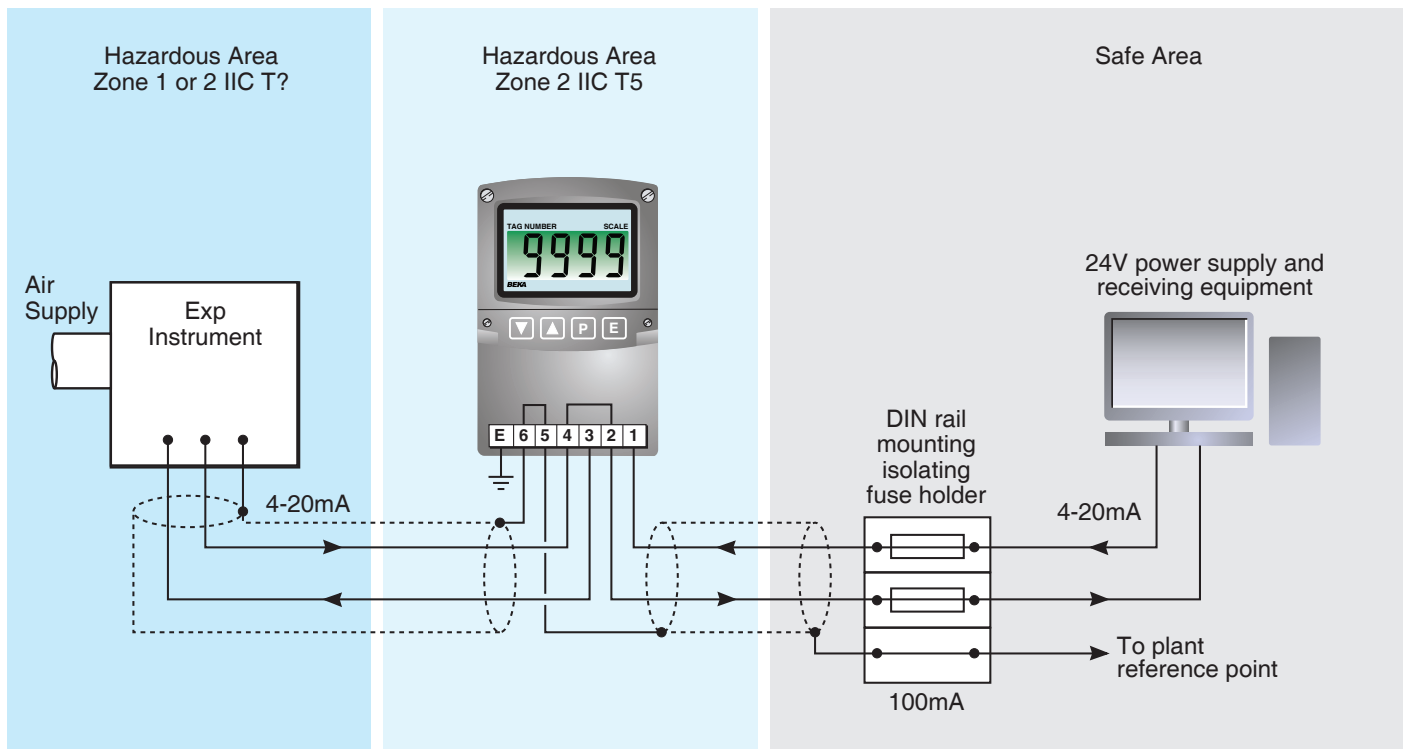 Hazardous Area
Zone 1 or 2 IIC T?
Hazardous Area
Zone 2 IIC T5
Safe Area
TAG NUMBER SCALE
9999
BEKA
P E
Air
Supply
Exp
Instrument
24V power supply and
receiving equipment
E 6 5 4 3 2 1
DIN rail
mounting
isolating
fuse holder
4-20mA
4-20mA
To plant
reference point
100mA